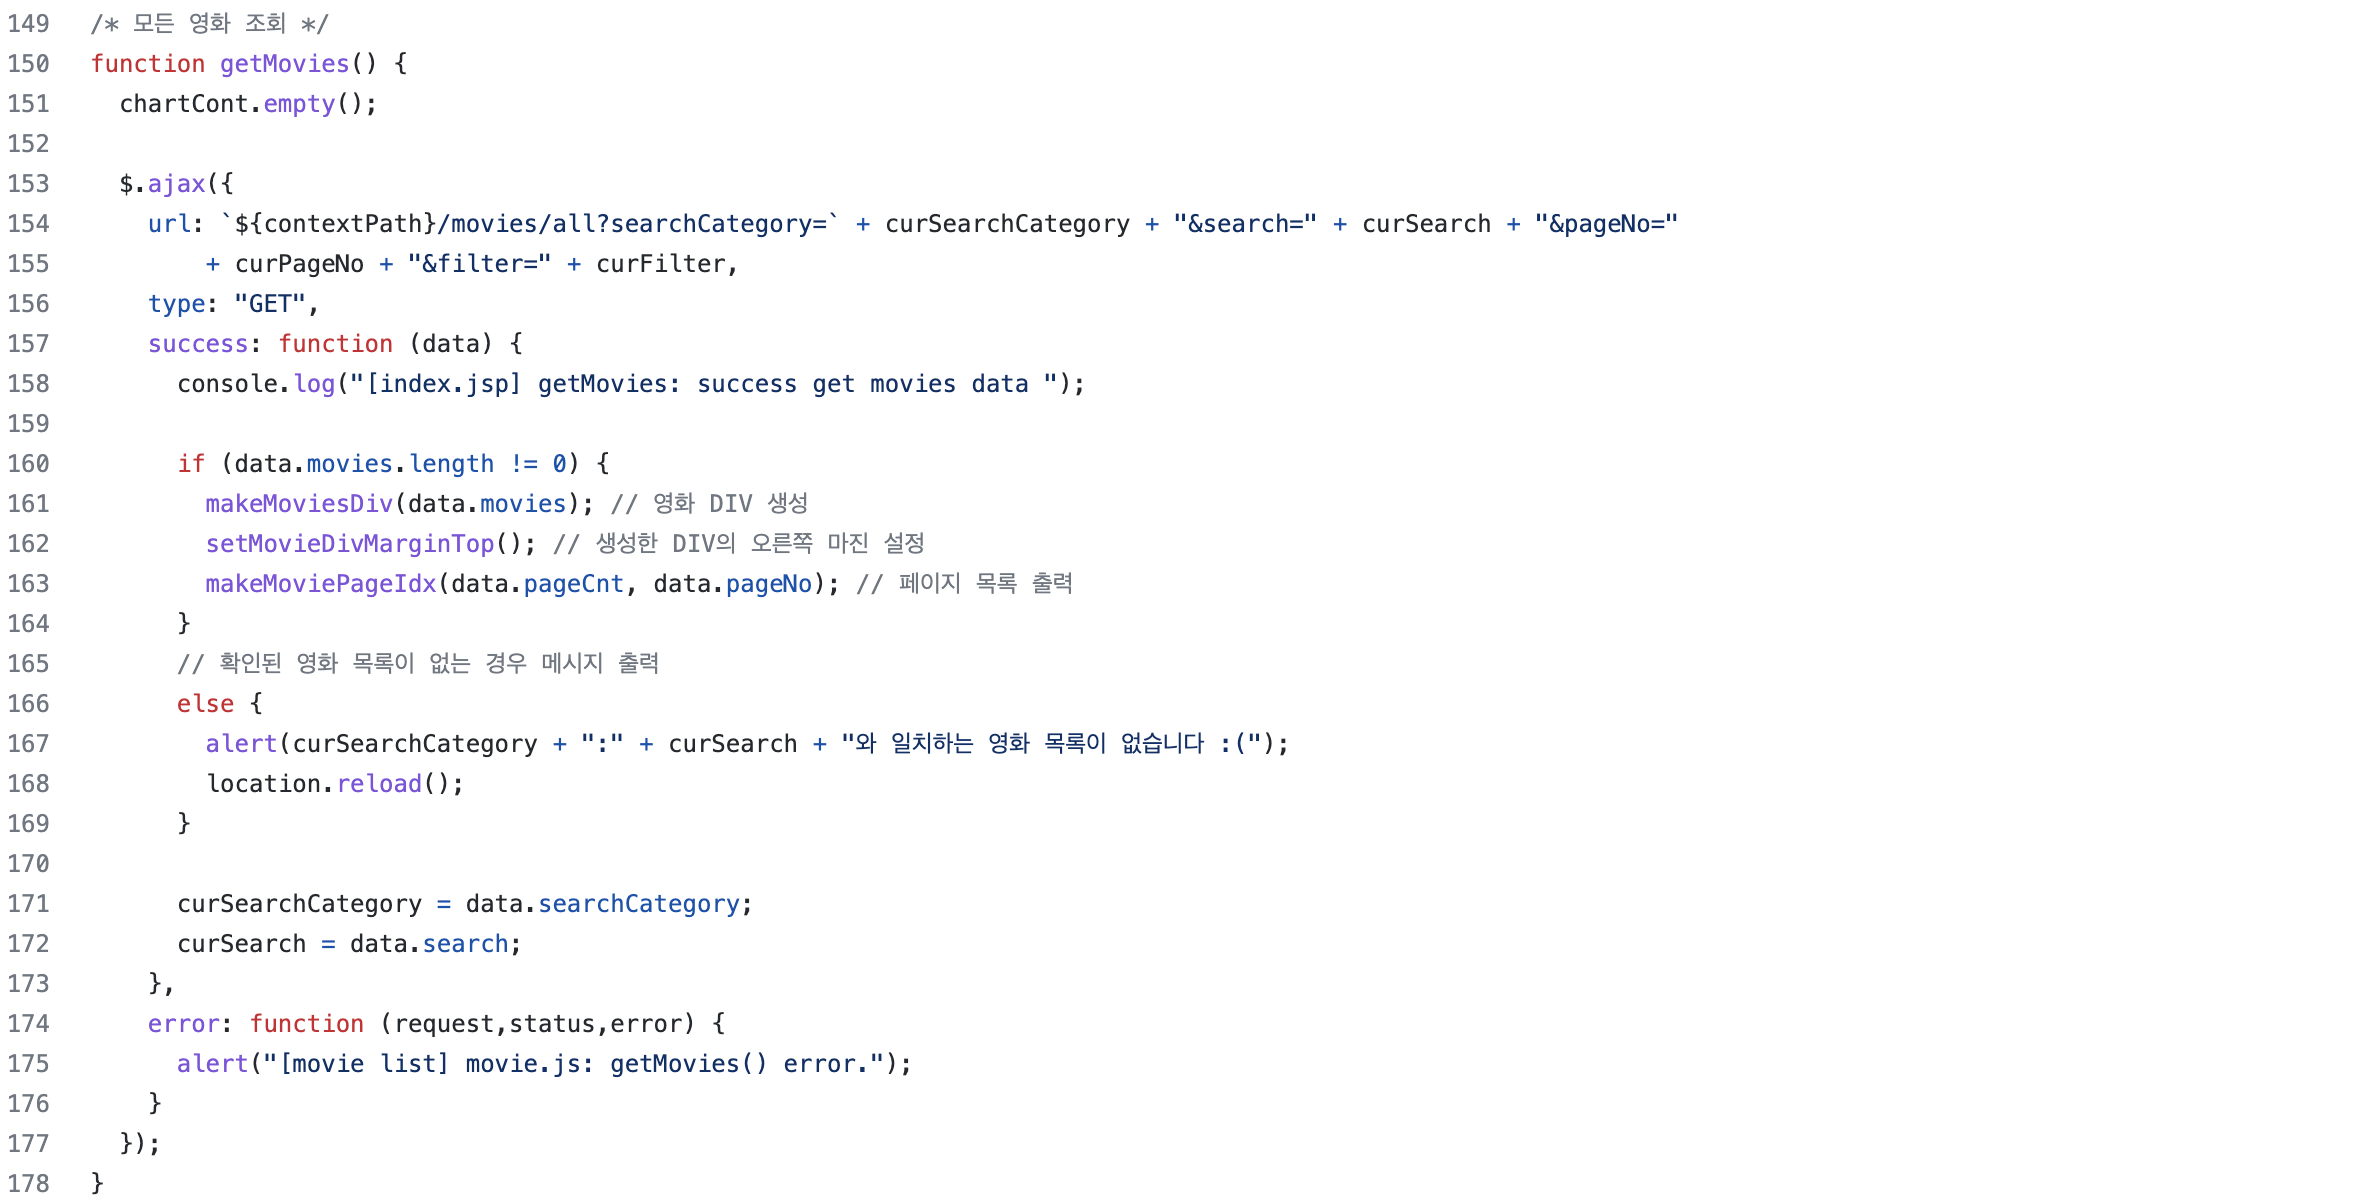 149 /* 모든 영화 조회 */
150 function getMovies() {
151   chartCont.empty();
152
153   $.ajax({
154     url: `${contextPath}/movies/all?searchCategory=` + curSearchCategory + "&search=" + curSearch + "&pageNo="
155         + curPageNo + "&filter=" + curFilter,
156     type: "GET",
157     success: function (data) {
158       console.log("[index.jsp] getMovies: success get movies data ");
159
160       if (data.movies.length != 0) {
161         makeMoviesDiv(data.movies); // 영화 DIV 생성
162         setMovieDivMarginTop(); // 생성한 DIV의 오른쪽 마진 설정
163         makeMoviePageIdx(data.pageCnt, data.pageNo); // 페이지 목록 출력
164       }
165       // 확인된 영화 목록이 없는 경우 메시지 출력
166       else {
167         alert(curSearchCategory + ":" + curSearch + "와 일치하는 영화 목록이 없습니다 :(");
168         location.reload();
169       }
170
171       curSearchCategory = data.searchCategory;
172       curSearch = data.search;
173     },
174     error: function (request,status,error) {
175       alert("[movie list] movie.js: getMovies() error.");
176     }
177   });
178 }